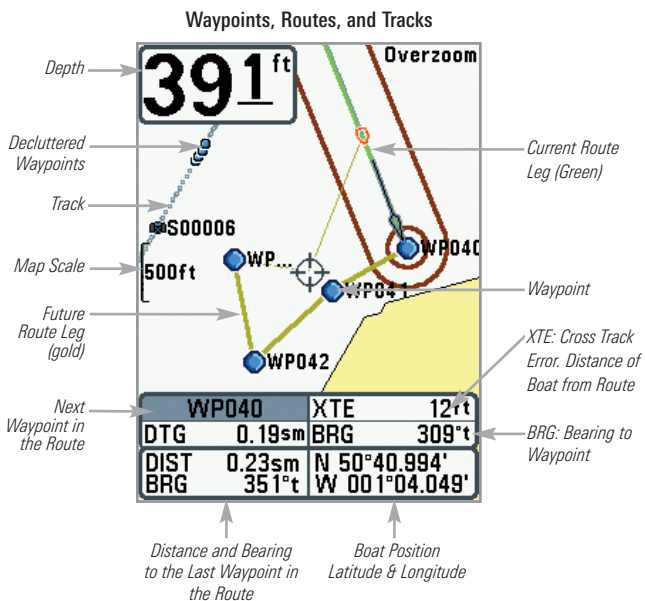 Waypoints, Routes, and Tracks
Depth
391 ft
Overzoom
Decluttered
Waypoints
Current Route
Leg (Green)
Track
S00006
Map Scale
500ft
WP...
WP040
WP041
Waypoint
Future
Route Leg
(gold)
WP042
XTE: Cross Track
Error. Distance of
Boat from Route
Next
Waypoint in
the Route
WP040
XTE 12ft
DTG 0.19sm
BRG 309°t
BRG: Bearing to
Waypoint
DIST 0.23sm
BRG 351°t
N 50°40.994'
W 001°04.049'
Distance and Bearing
to the Last Waypoint in
the Route
Boat Position
Latitude & Longitude